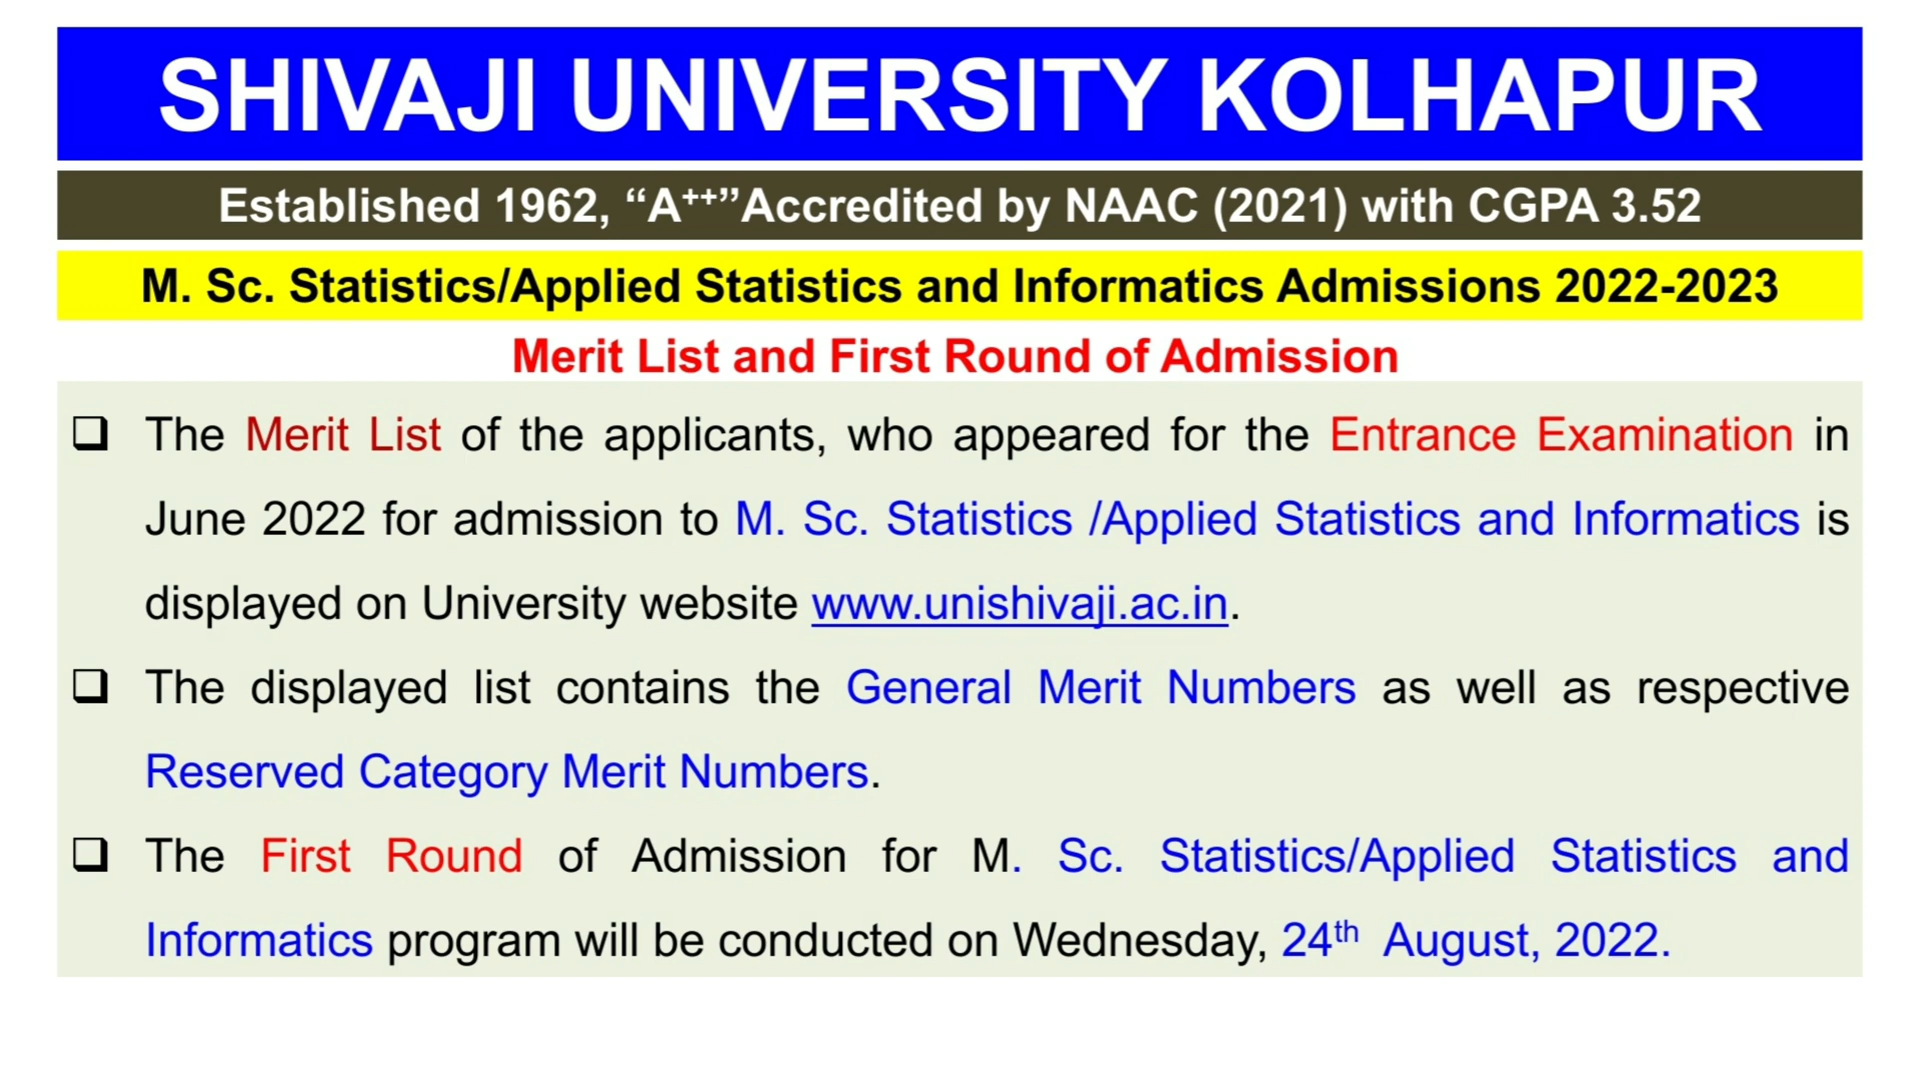 SHIVAJI UNIVERSITY KOLHAPUR
Established 1962, “A++”Accredited by NAAC (2021) with CGPA 3.52
M. Sc. Statistics/Applied Statistics and Informatics Admissions 2022-2023
Merit List and First Round of Admission
❑ The Merit List of the applicants, who appeared for the Entrance Examination in
June 2022 for admission to M. Sc. Statistics /Applied Statistics and Informatics is
displayed on University website www.unishivaji.ac.in.
❑ The displayed list contains the General Merit Numbers as well as respective
Reserved Category Merit Numbers.
❑ The First Round of Admission for M. Sc. Statistics/Applied Statistics and
Informatics program will be conducted on Wednesday, 24th August, 2022.